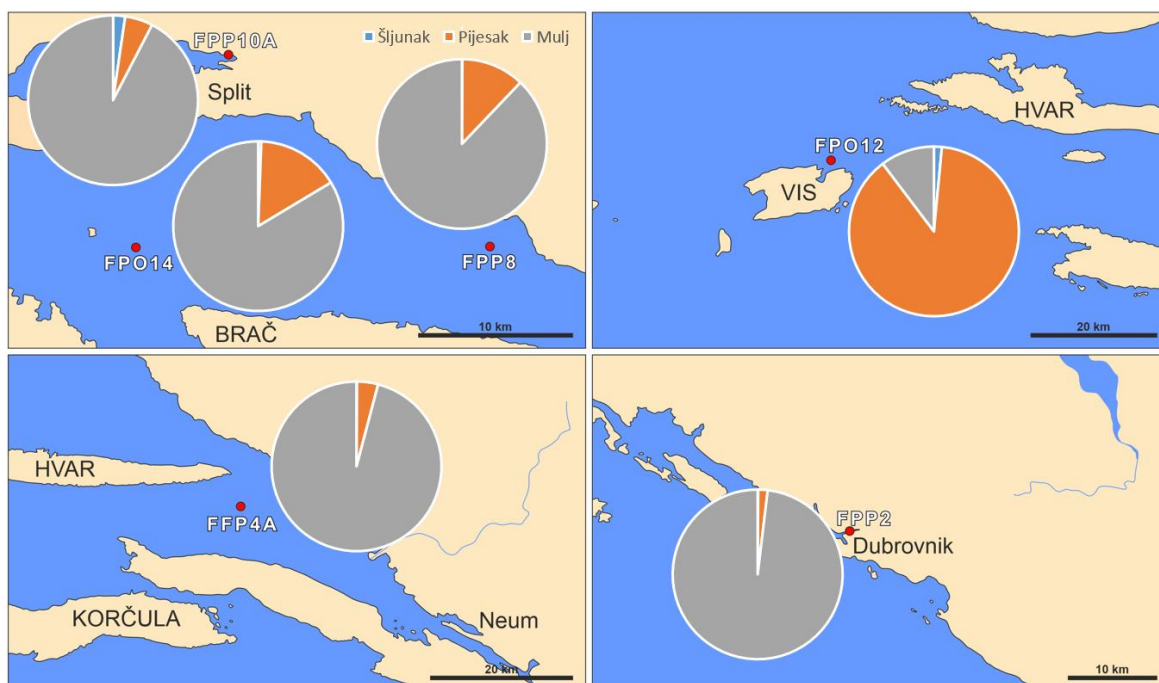 FPP10A
Šljunak Pijesak Mulj
Split
FPO14
FPP8
BRAČ
10 km
HVAR
FPO12
VIS
20 km
HVAR
FFP4A
KORČULA
Neum
20 km
FPP2
Dubrovnik
10 km